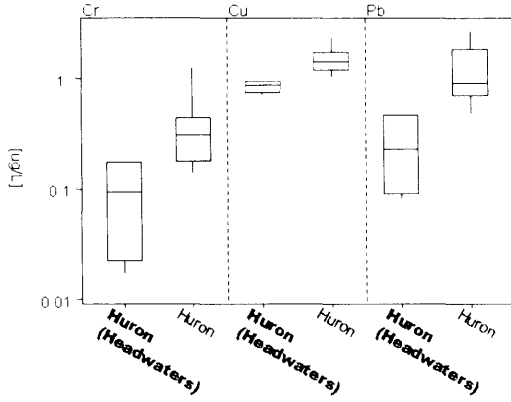 Cr Cu Pb
1
0 1
0.01
[ug/L]
Huron
(Headwaters)
Huron
Huron
(Headwaters)
Huron
Huron
(Headwaters)
Huron